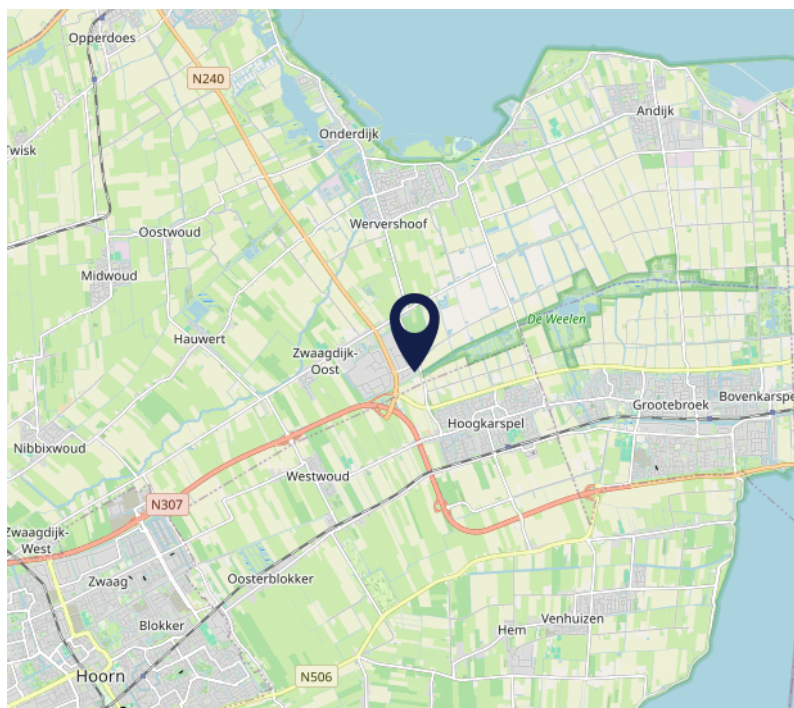 Opperdoes
N240
Andijk
Onderdijk
Twisk
Wervershoof
Oostwoud
Midwoud
De Weelen
Hauwert
Zwaagdijk-
Oost
Bovenkarspel
Grootebroek
Hoogkarspel
Nibbixwoud
Westwoud
N307
Zwaagdijk-
West
Zwaag
Oosterblokker
Venhuizen
Blokker
Hem
Hoorn
N506